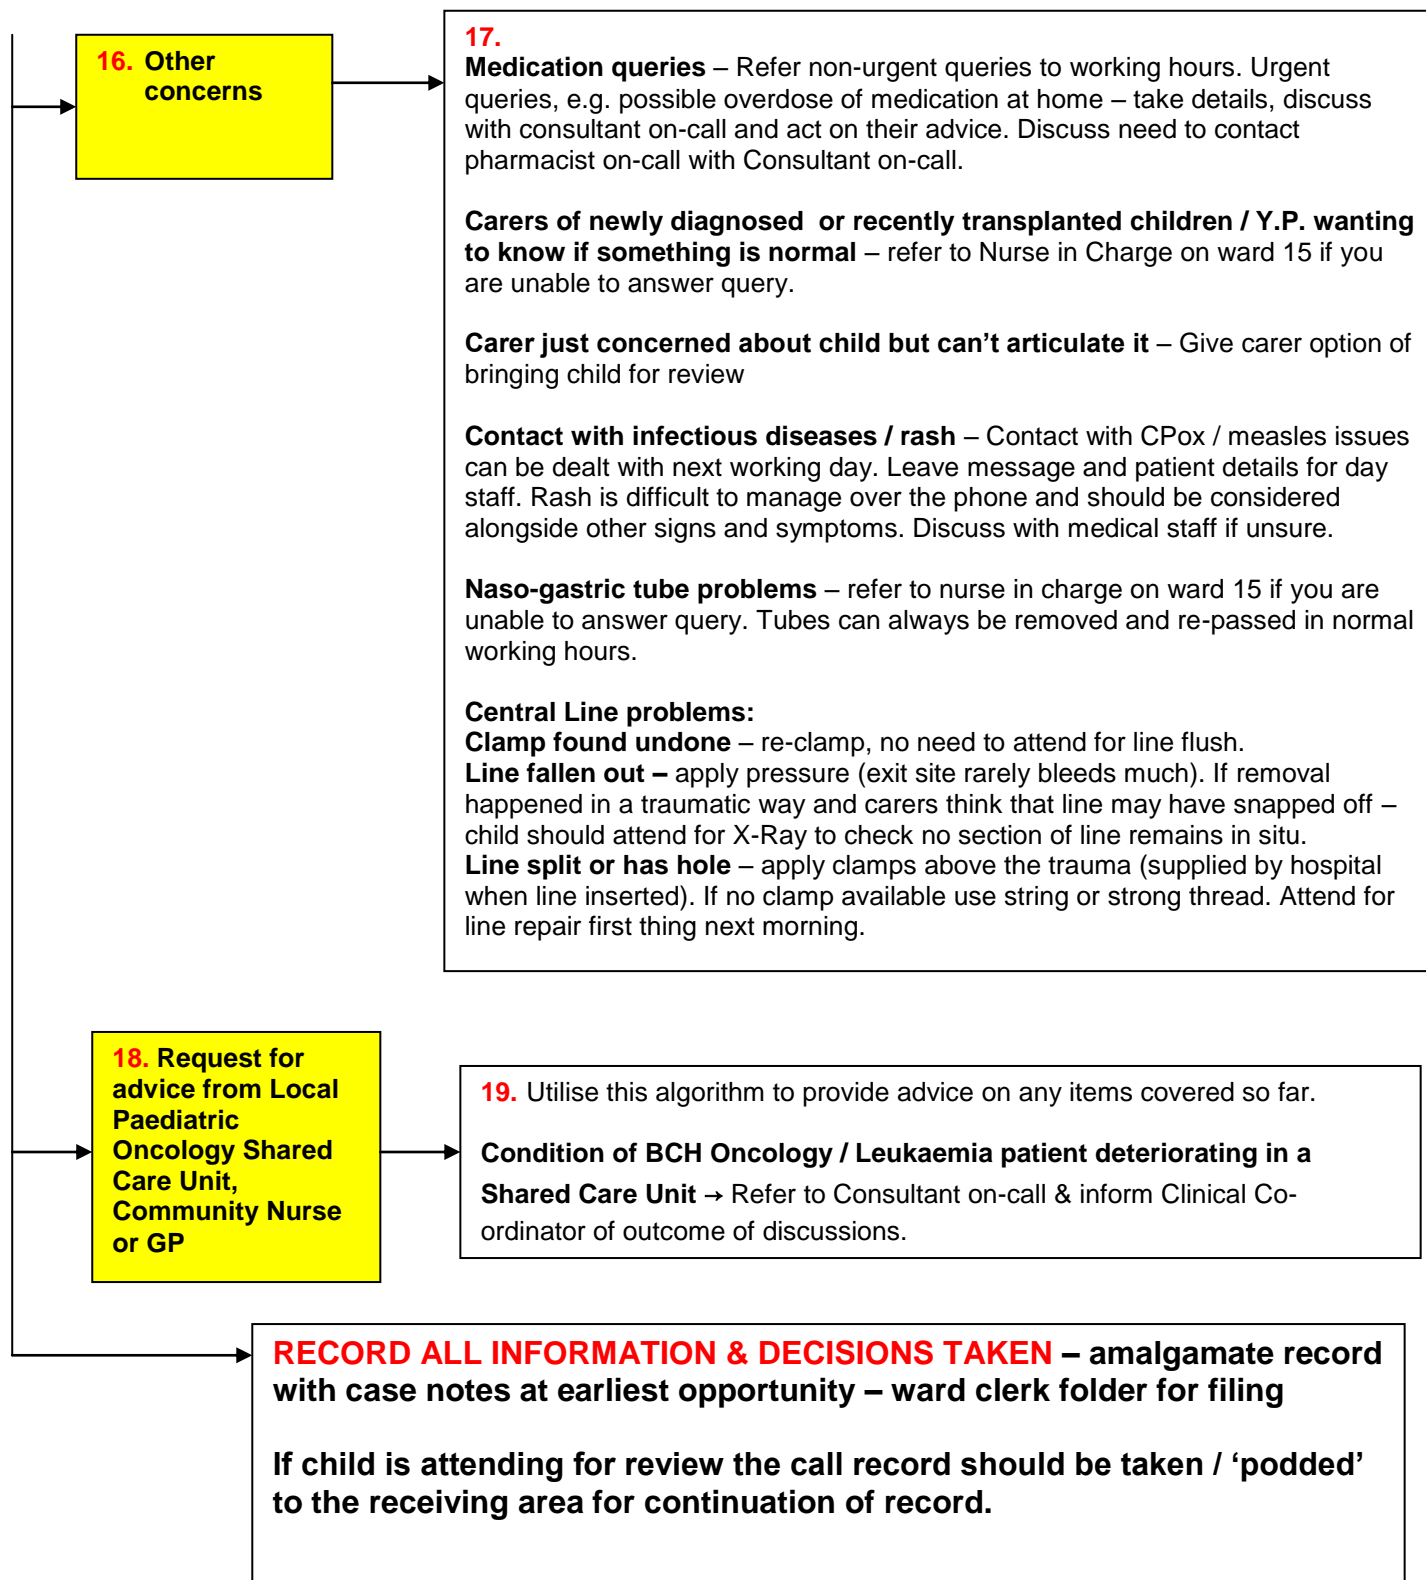 16. Other
concerns
17.
Medication queries – Refer non-urgent queries to working hours. Urgent
queries, e.g. possible overdose of medication at home – take details, discuss
with consultant on-call and act on their advice. Discuss need to contact
pharmacist on-call with Consultant on-call.
Carers of newly diagnosed or recently transplanted children / Y.P. wanting
to know if something is normal – refer to Nurse in Charge on ward 15 if you
are unable to answer query.
Carer just concerned about child but can’t articulate it – Give carer option of
bringing child for review
Contact with infectious diseases / rash – Contact with CPox / measles issues
can be dealt with next working day. Leave message and patient details for day
staff. Rash is difficult to manage over the phone and should be considered
alongside other signs and symptoms. Discuss with medical staff if unsure.
Naso-gastric tube problems – refer to nurse in charge on ward 15 if you are
unable to answer query. Tubes can always be removed and re-passed in normal
working hours.
Central Line problems:
Clamp found undone – re-clamp, no need to attend for line flush.
Line fallen out – apply pressure (exit site rarely bleeds much). If removal
happened in a traumatic way and carers think that line may have snapped off –
child should attend for X-Ray to check no section of line remains in situ.
Line split or has hole – apply clamps above the trauma (supplied by hospital
when line inserted). If no clamp available use string or strong thread. Attend for
line repair first thing next morning.
18. Request for
advice from Local
Paediatric
Oncology Shared
Care Unit,
Community Nurse
or GP
19. Utilise this algorithm to provide advice on any items covered so far.
Condition of BCH Oncology / Leukaemia patient deteriorating in a
Shared Care Unit → Refer to Consultant on-call & inform Clinical Co-
ordinator of outcome of discussions.
RECORD ALL INFORMATION & DECISIONS TAKEN – amalgamate record
with case notes at earliest opportunity – ward clerk folder for filing
If child is attending for review the call record should be taken / ‘podded’
to the receiving area for continuation of record.